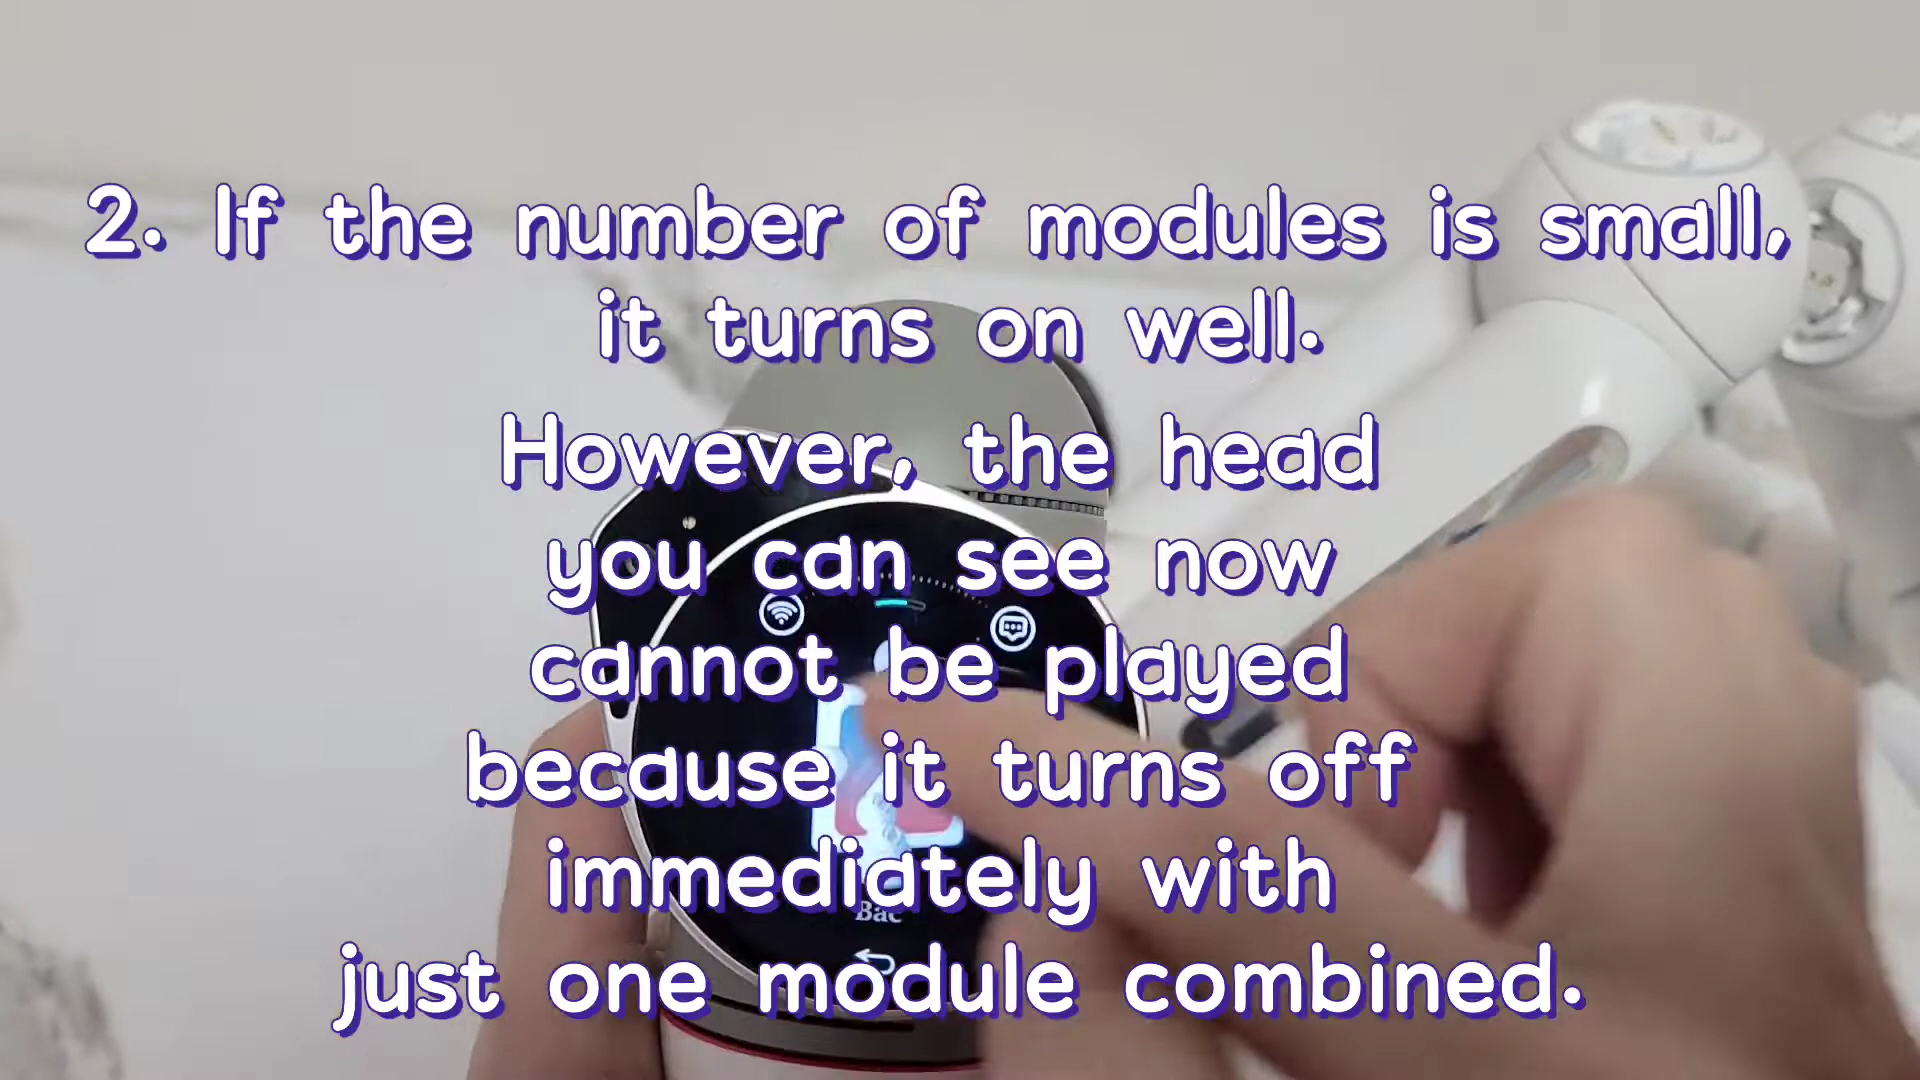 2. If the number of modules is small,
it turns on well.
However, the head
you can see now
cannot be played
because it turns off
immediately with
just one module combined.